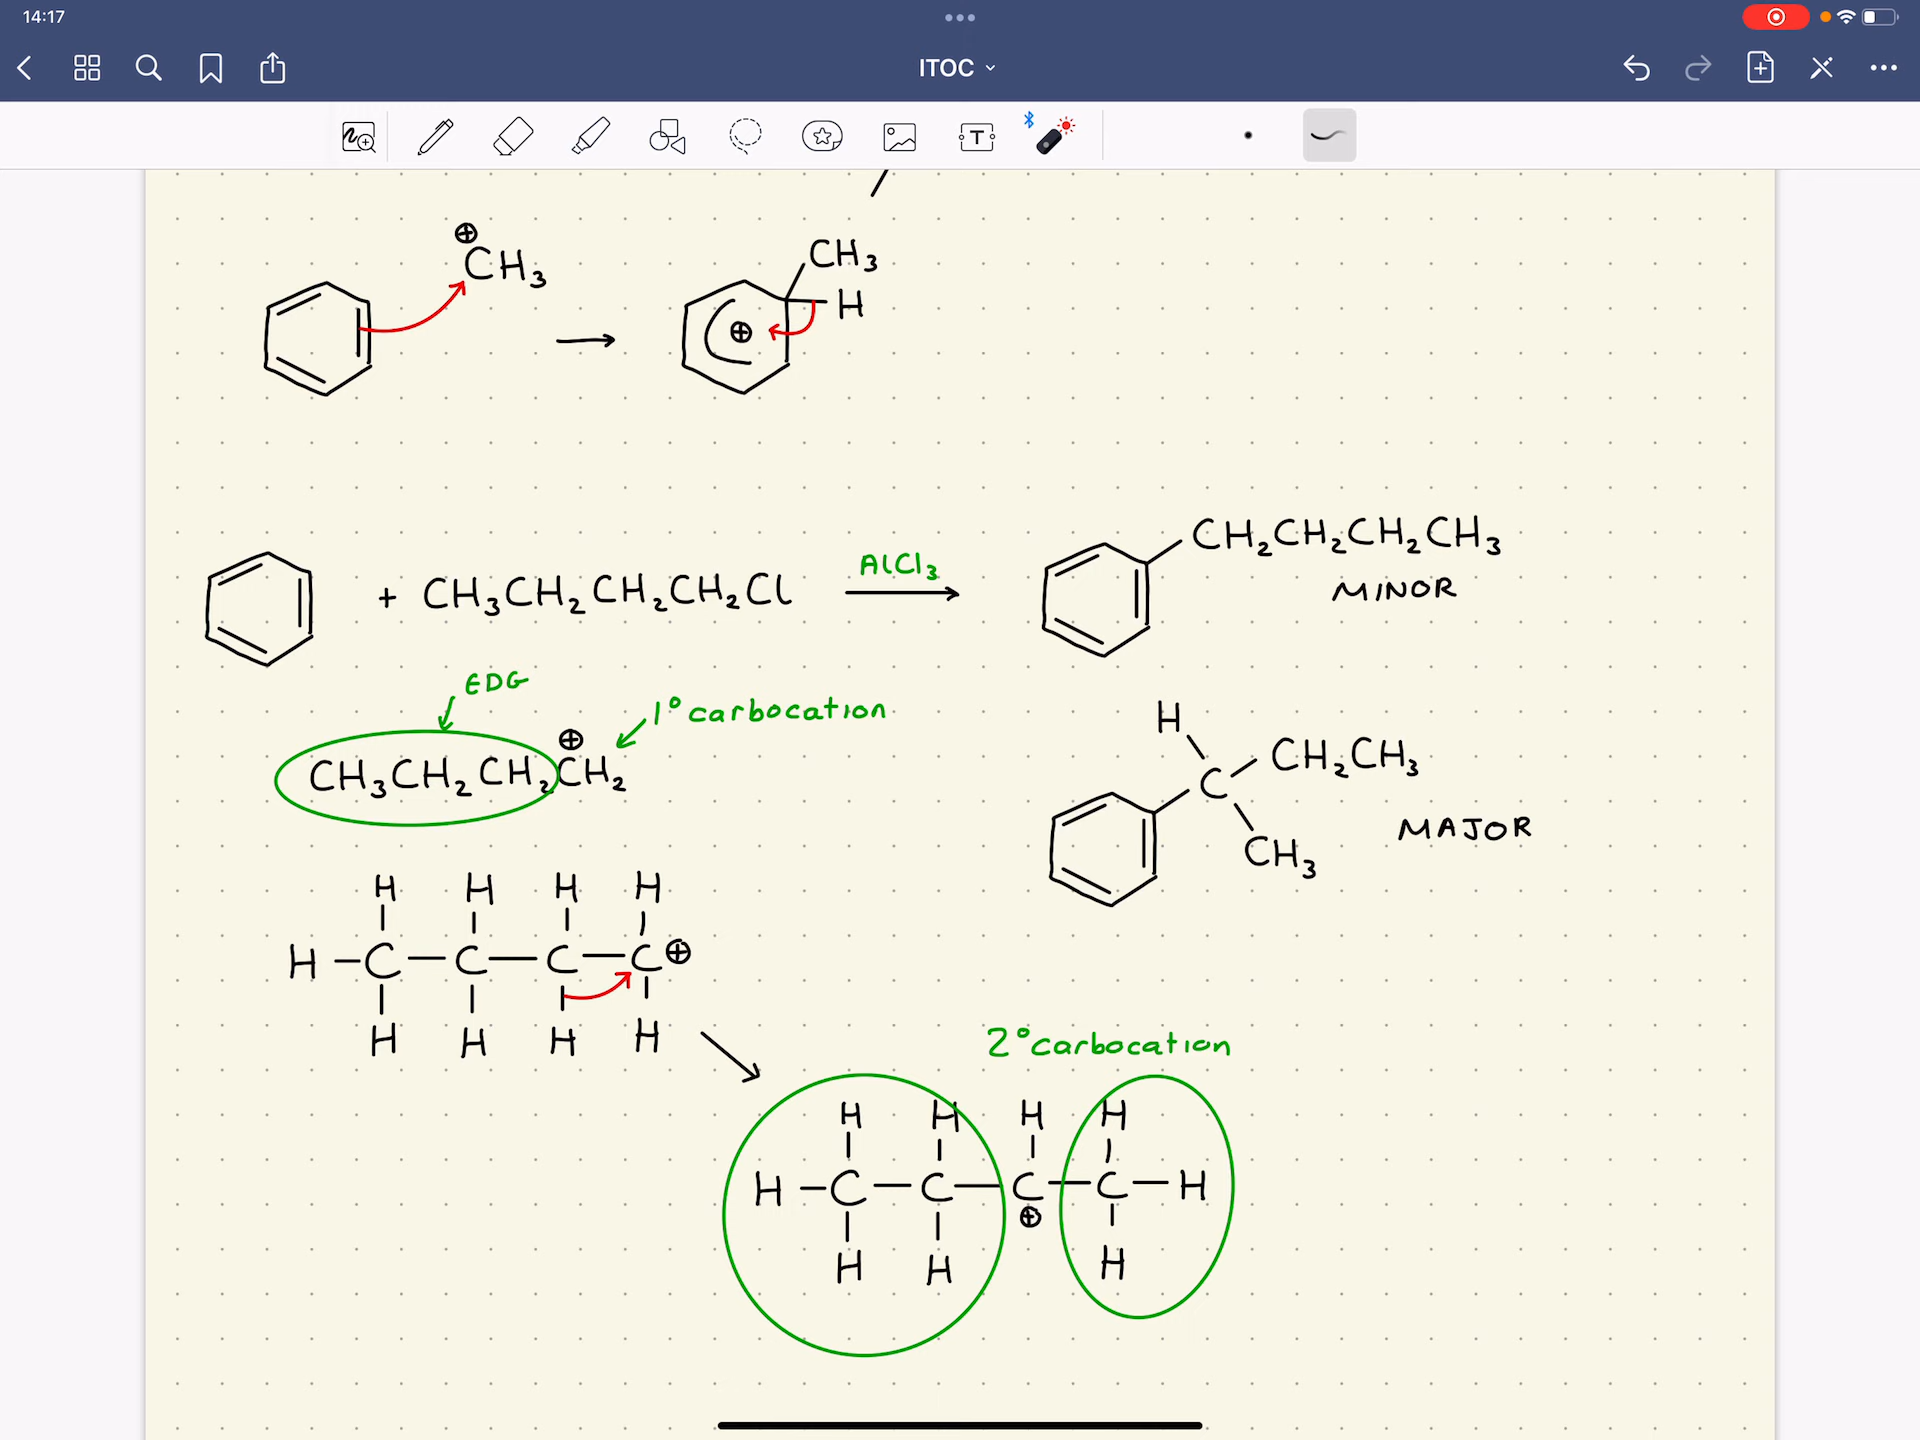 14:17
ITOC
T
⊕
CH₃
CH₃
⊕
H
+ CH₃CH₂CH₂CH₂Cl
AlCl₃
CH₂CH₂CH₂CH₃
MINOR
EDG
1° carbocation
⊕
CH₃CH₂CH₂CH₂
H
C
CH₂CH₃
CH₃
MAJOR
H H H H
H–C–C–C–C⊕
H H H H
2° carbocation
H H H H
H–C–C–C–C–H
⊕
H H H